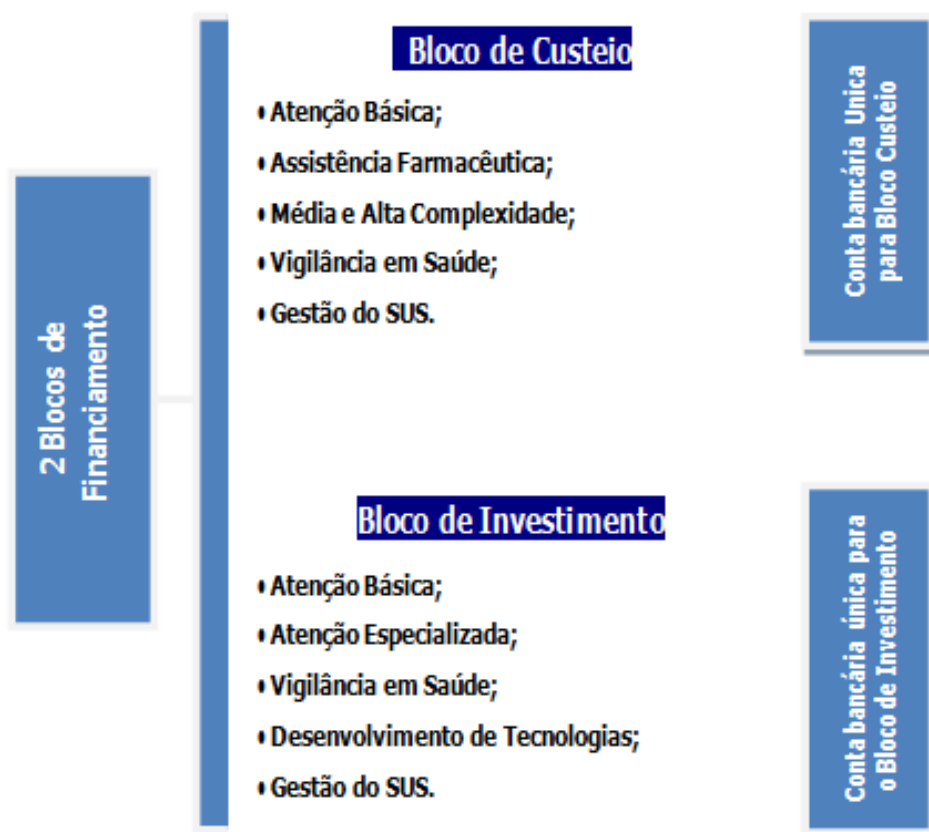 2 Blocos de
Financiamento
Bloco de Custeio
• Atenção Básica;
• Assistência Farmacêutica;
• Média e Alta Complexidade;
• Vigilância em Saúde;
• Gestão do SUS.
Conta bancária Unica
para Bloco Custeio
Bloco de Investimento
• Atenção Básica;
• Atenção Especializada;
• Vigilância em Saúde;
• Desenvolvimento de Tecnologias;
• Gestão do SUS.
Conta bancária única para
o Bloco de Investimento